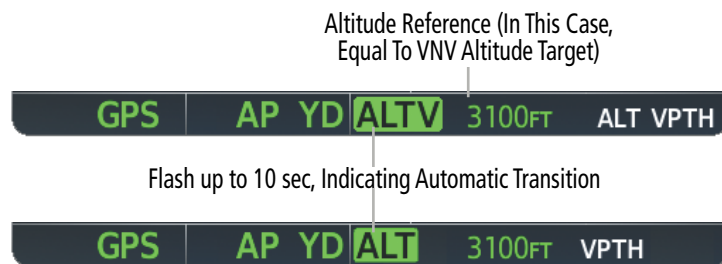 Altitude Reference (In This Case,
Equal To VNV Altitude Target)
GPS AP YD ALTV 3100FT ALT VPTH
Flash up to 10 sec, Indicating Automatic Transition
GPS AP YD ALT 3100FT VPTH